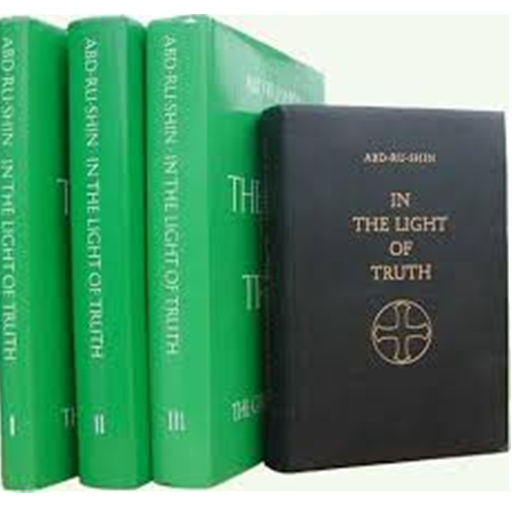 ABD-RU-SHIN IN THE LIGHT OF TRUTH
I
ABD-RU-SHIN IN THE LIGHT OF TRUTH
II
ABD-RU-SHIN IN THE LIGHT OF TRUTH
III
ABD-RU-SHIN
IN
THE LIGHT
OF
TRUTH